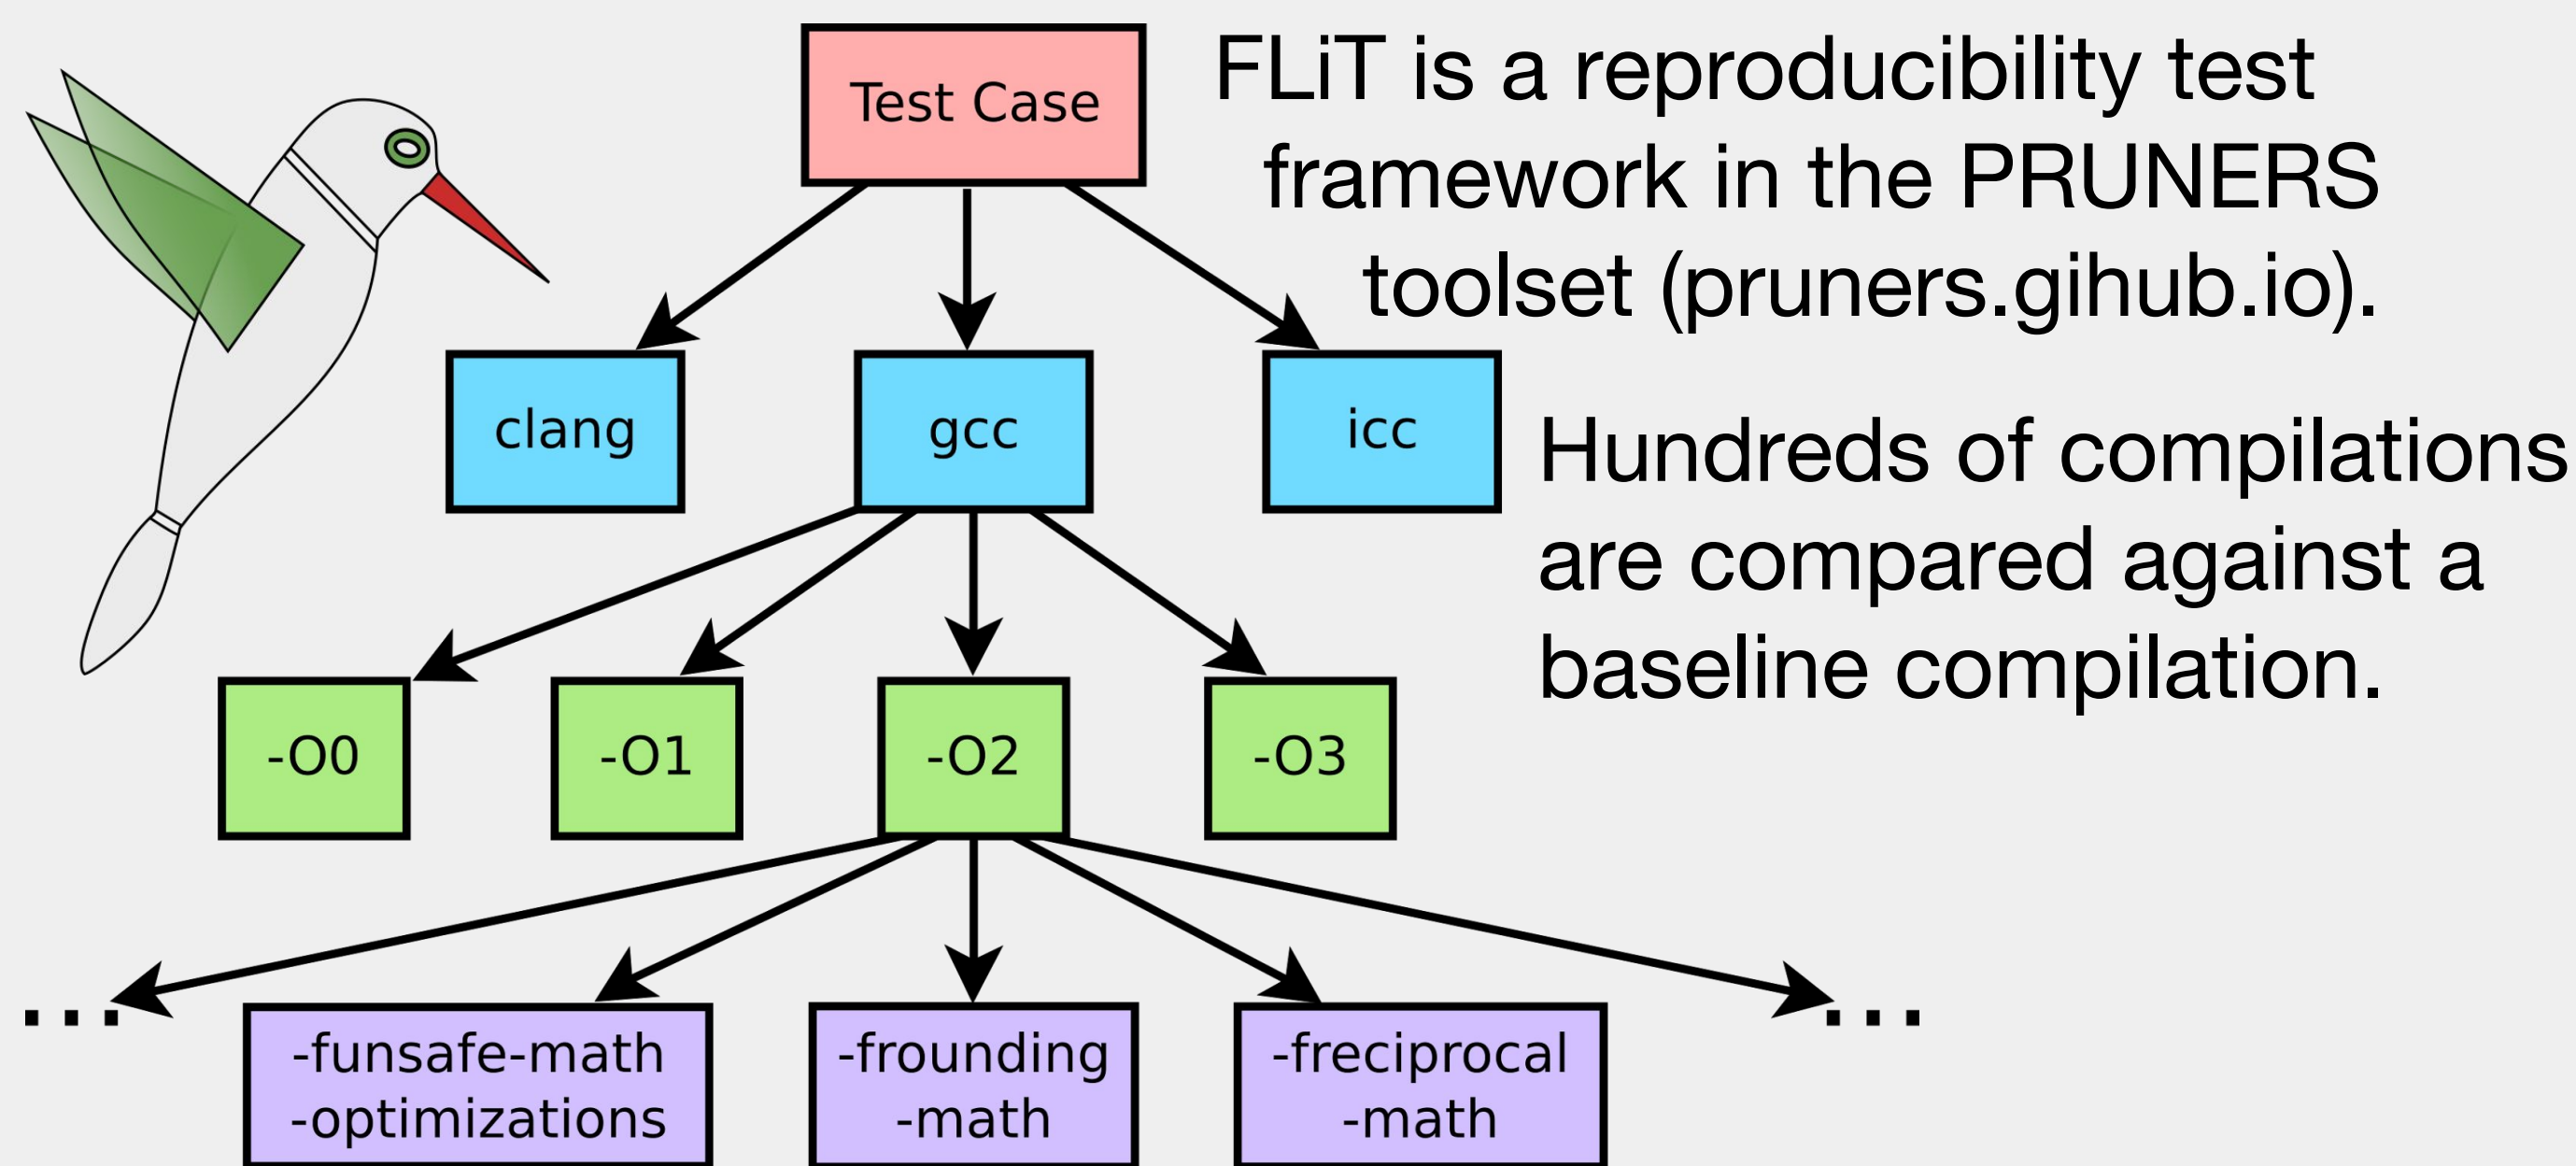 Test Case
FLiT is a reproducibility test
framework in the PRUNERS
toolset (pruners.gihub.io).
clang
gcc
icc
Hundreds of compilations
are compared against a
baseline compilation.
-O0
-O1
-O2
-O3
...
-funsafe-math
-optimizations
-frounding
-math
-freciprocal
-math
...